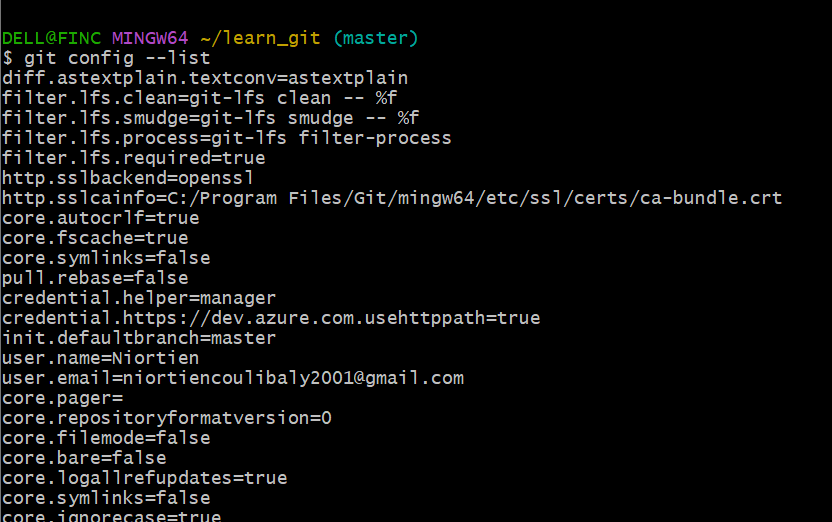 DELL@FINC MINGW64 ~/learn_git (master)
$ git config --list
diff.astextplain.textconv=astextplain
filter.lfs.clean=git-lfs clean -- %f
filter.lfs.smudge=git-lfs smudge -- %f
filter.lfs.process=git-lfs filter-process
filter.lfs.required=true
http.sslbackend=openssl
http.sslcainfo=C:/Program Files/Git/mingw64/etc/ssl/certs/ca-bundle.crt
core.autocrlf=true
core.fscache=true
core.symlinks=false
pull.rebase=false
credential.helper=manager
credential.https://dev.azure.com.usehttppath=true
init.defaultbranch=master
user.name=Niortien
user.email=niortiencoulibaly2001@gmail.com
core.pager=
core.repositoryformatversion=0
core.filemode=false
core.bare=false
core.logallrefupdates=true
core.symlinks=false
core.ignorecase=true